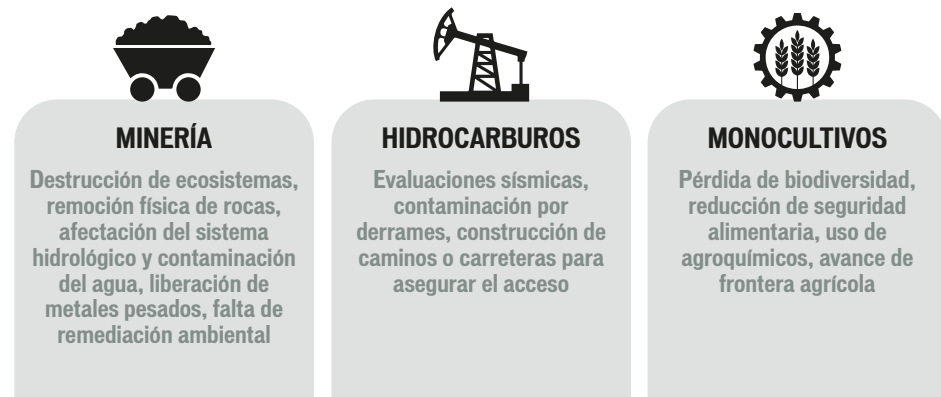 MINERÍA
Destrucción de ecosistemas,
remoción física de rocas,
afectación del sistema
hidrológico y contaminación
del agua, liberación de
metales pesados, falta de
remediación ambiental
HIDROCARBUROS
Evaluaciones sísmicas,
contaminación por
derrames, construcción de
caminos o carreteras para
asegurar el acceso
MONOCULTIVOS
Pérdida de biodiversidad,
reducción de seguridad
alimentaria, uso de
agroquímicos, avance de
frontera agrícola